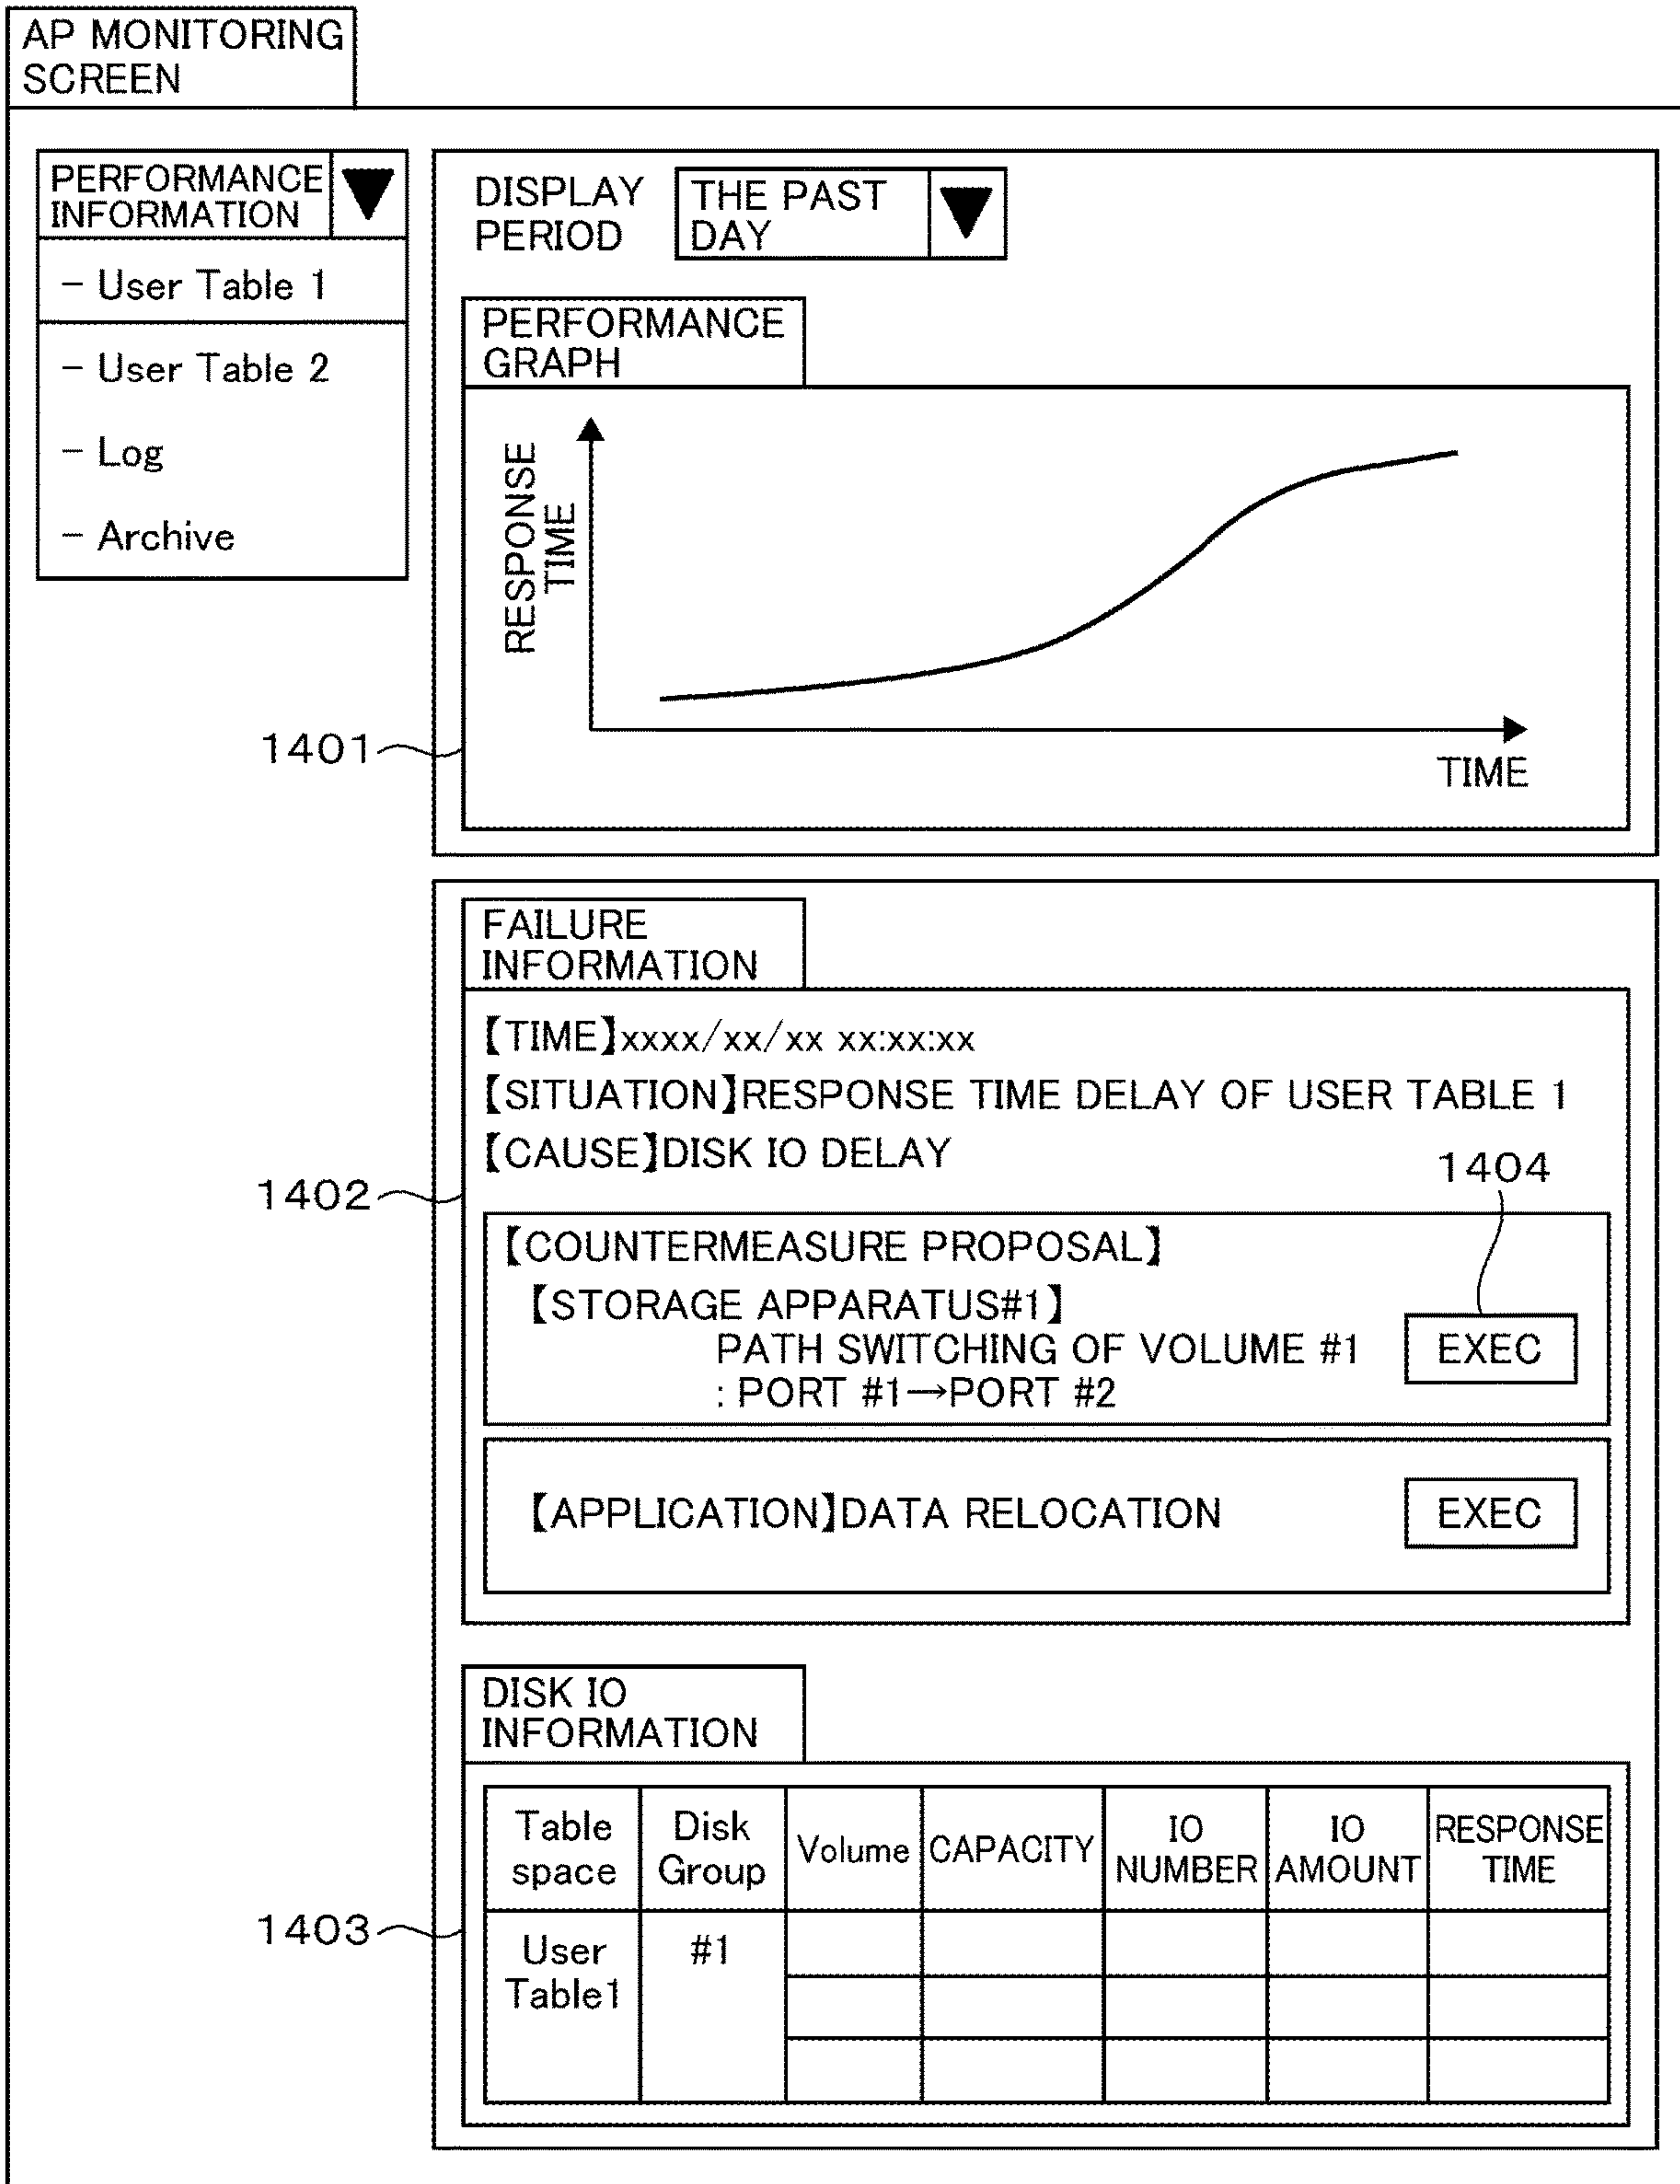 AP MONITORING
SCREEN
PERFORMANCE
INFORMATION
- User Table 1
- User Table 2
- Log
- Archive
DISPLAY
PERIOD
THE PAST
DAY
PERFORMANCE
GRAPH
RESPONSE
TIME
TIME
1401
FAILURE
INFORMATION
【TIME】xxxx/xx/xx xx:xx:xx
【SITUATION】RESPONSE TIME DELAY OF USER TABLE 1
【CAUSE】DISK IO DELAY
1402
1404
【COUNTERMEASURE PROPOSAL】
【STORAGE APPARATUS#1】
PATH SWITCHING OF VOLUME #1
: PORT #1→PORT #2
EXEC
【APPLICATION】DATA RELOCATION
EXEC
DISK IO
INFORMATION
1403
Table
space
Disk
Group
Volume
CAPACITY
IO
NUMBER
IO
AMOUNT
RESPONSE
TIME
User
Table1
#1